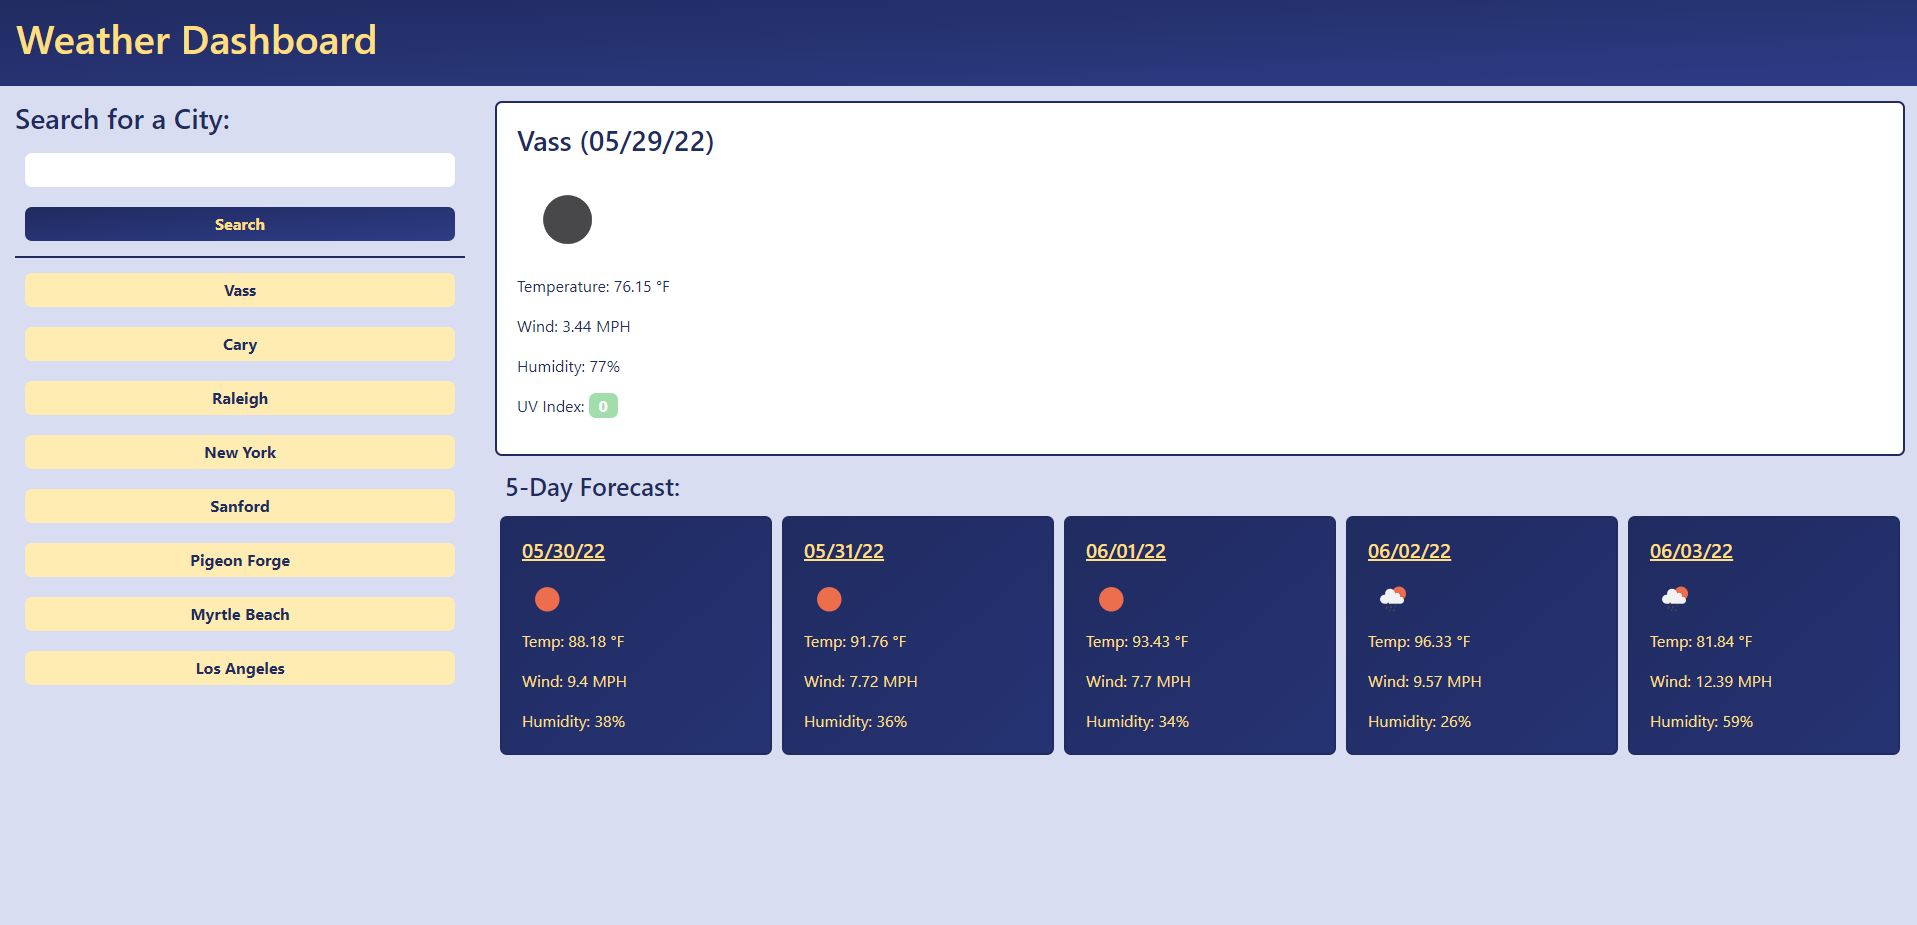 Weather Dashboard
Search for a City:
Search
Vass
Cary
Raleigh
New York
Sanford
Pigeon Forge
Myrtle Beach
Los Angeles
Vass (05/29/22)
Temperature: 76.15 °F
Wind: 3.44 MPH
Humidity: 77%
UV Index: 0
5-Day Forecast:
05/30/22
Temp: 88.18 °F
Wind: 9.4 MPH
Humidity: 38%
05/31/22
Temp: 91.76 °F
Wind: 7.72 MPH
Humidity: 36%
06/01/22
Temp: 93.43 °F
Wind: 7.7 MPH
Humidity: 34%
06/02/22
Temp: 96.33 °F
Wind: 9.57 MPH
Humidity: 26%
06/03/22
Temp: 81.84 °F
Wind: 12.39 MPH
Humidity: 59%